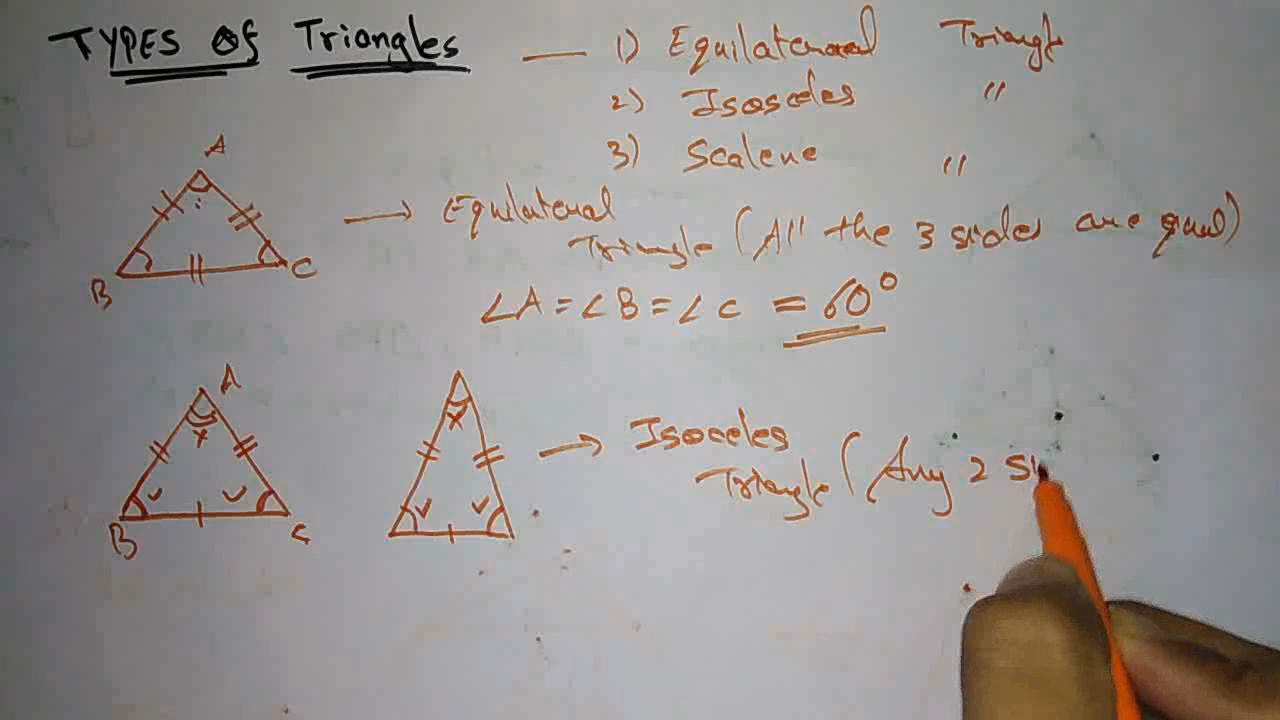 TYPES Of Triangles — 1) Equilateral Triangle
2) Isosceles "
3) Scalene "
A
B
C
→ Equilateral
Triangle (All the 3 sides are equal)
∠A = ∠B = ∠C = 60°
A
x
B
C
x
→ Isoceles
Triangle (Any 2 si